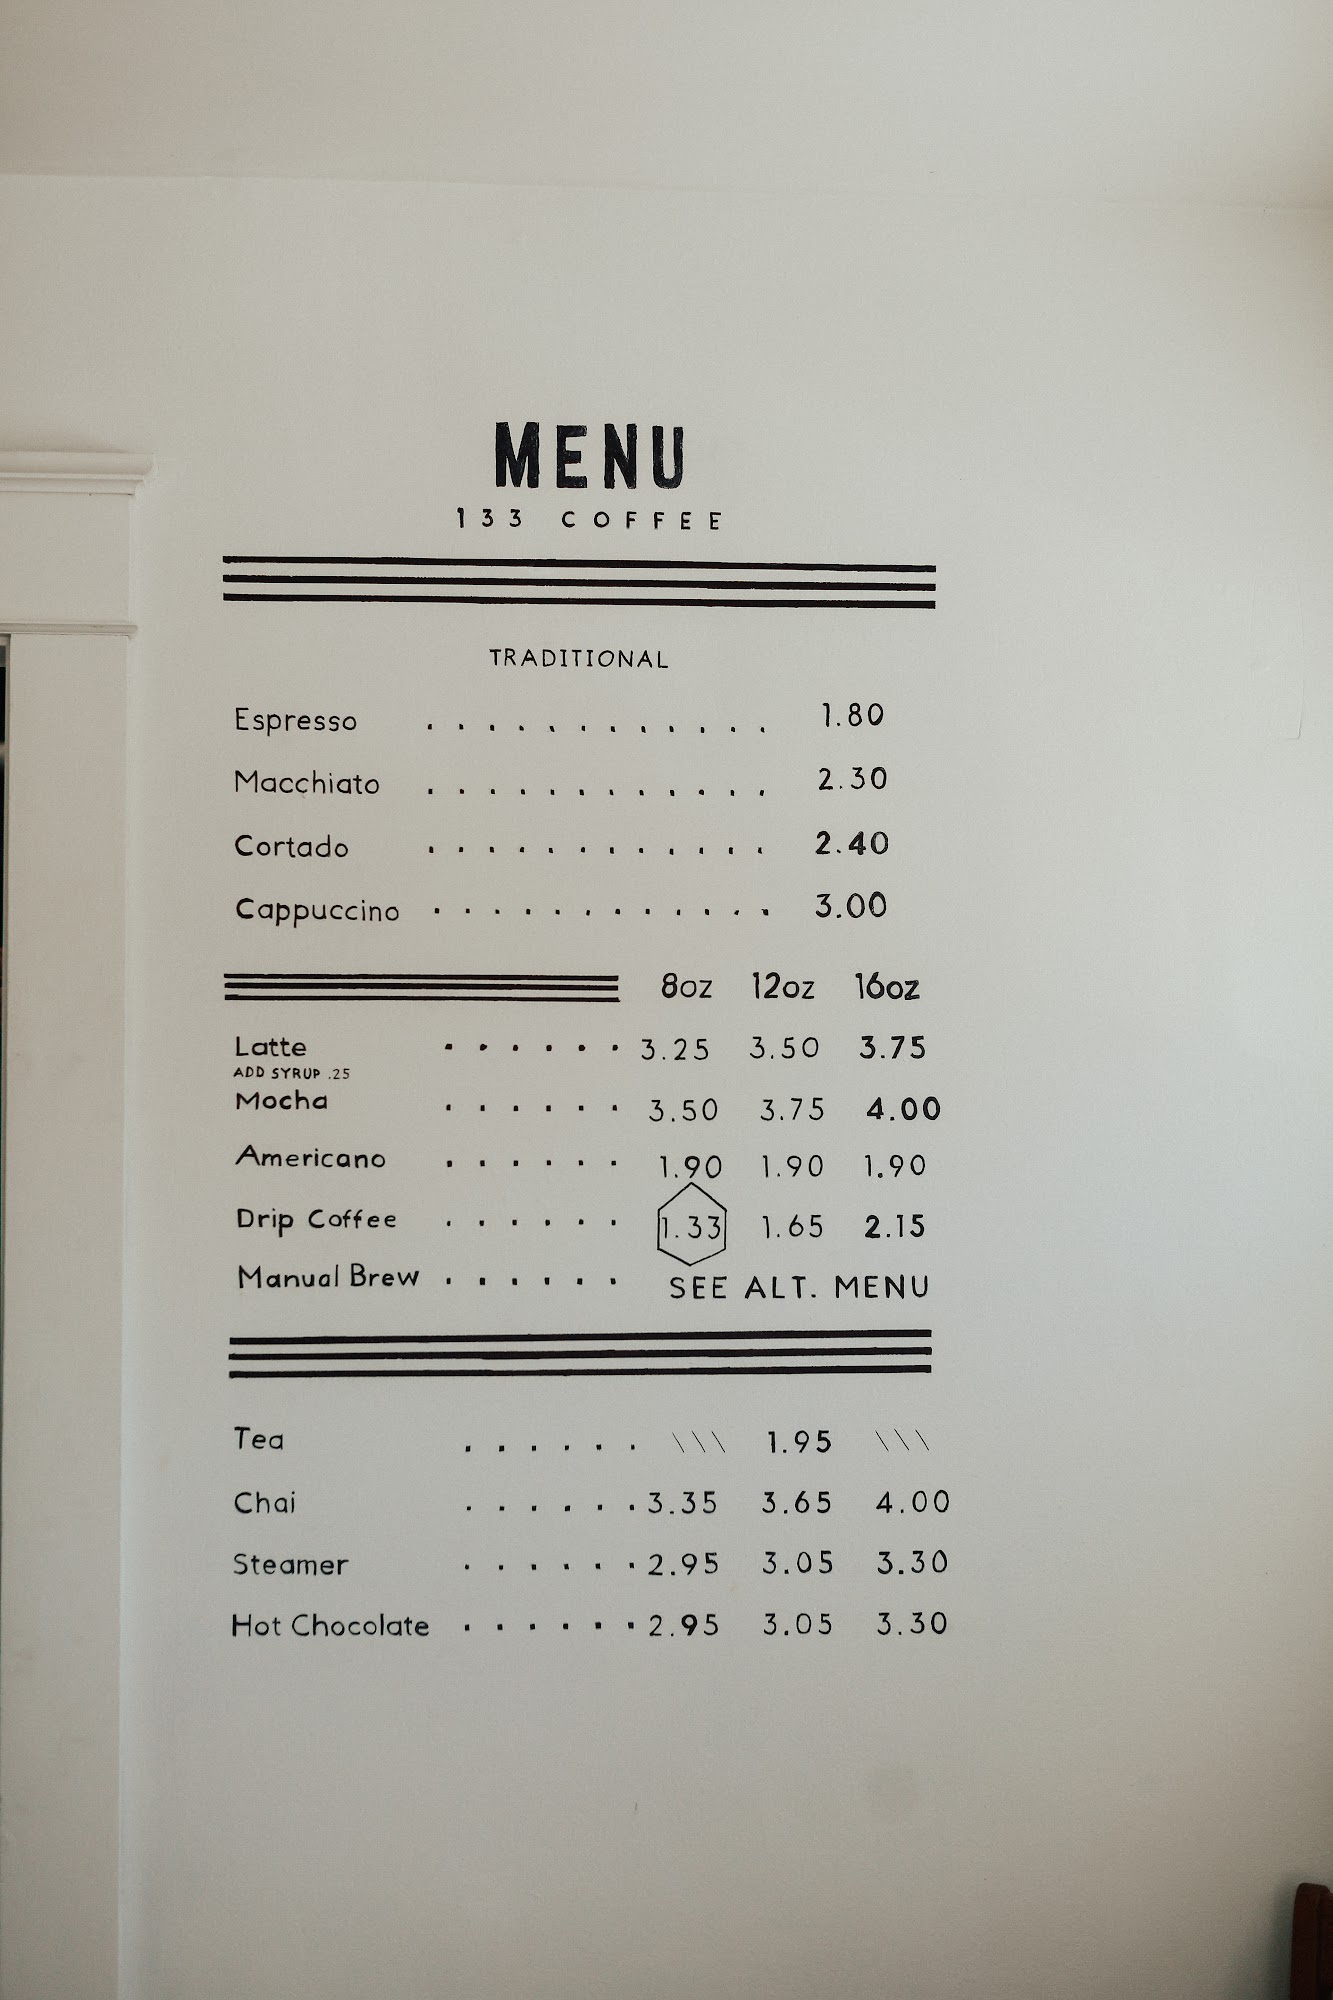 MENU
133 COFFEE
TRADITIONAL
Espresso . . . . . . . . . . . . 1.80
Macchiato . . . . . . . . . . . . 2.30
Cortado . . . . . . . . . . . . 2.40
Cappuccino . . . . . . . . . . . . 3.00
8oz 12oz 16oz
Latte . . . . . . 3.25 3.50 3.75
ADD SYRUP .25
Mocha . . . . . . 3.50 3.75 4.00
Americano . . . . . . 1.90 1.90 1.90
Drip Coffee . . . . . . 1.33 1.65 2.15
Manual Brew . . . . . . SEE ALT. MENU
Tea . . . . . . \\\ 1.95 \\\
Chai . . . . . . 3.35 3.65 4.00
Steamer . . . . . . 2.95 3.05 3.30
Hot Chocolate . . . . . . 2.95 3.05 3.30